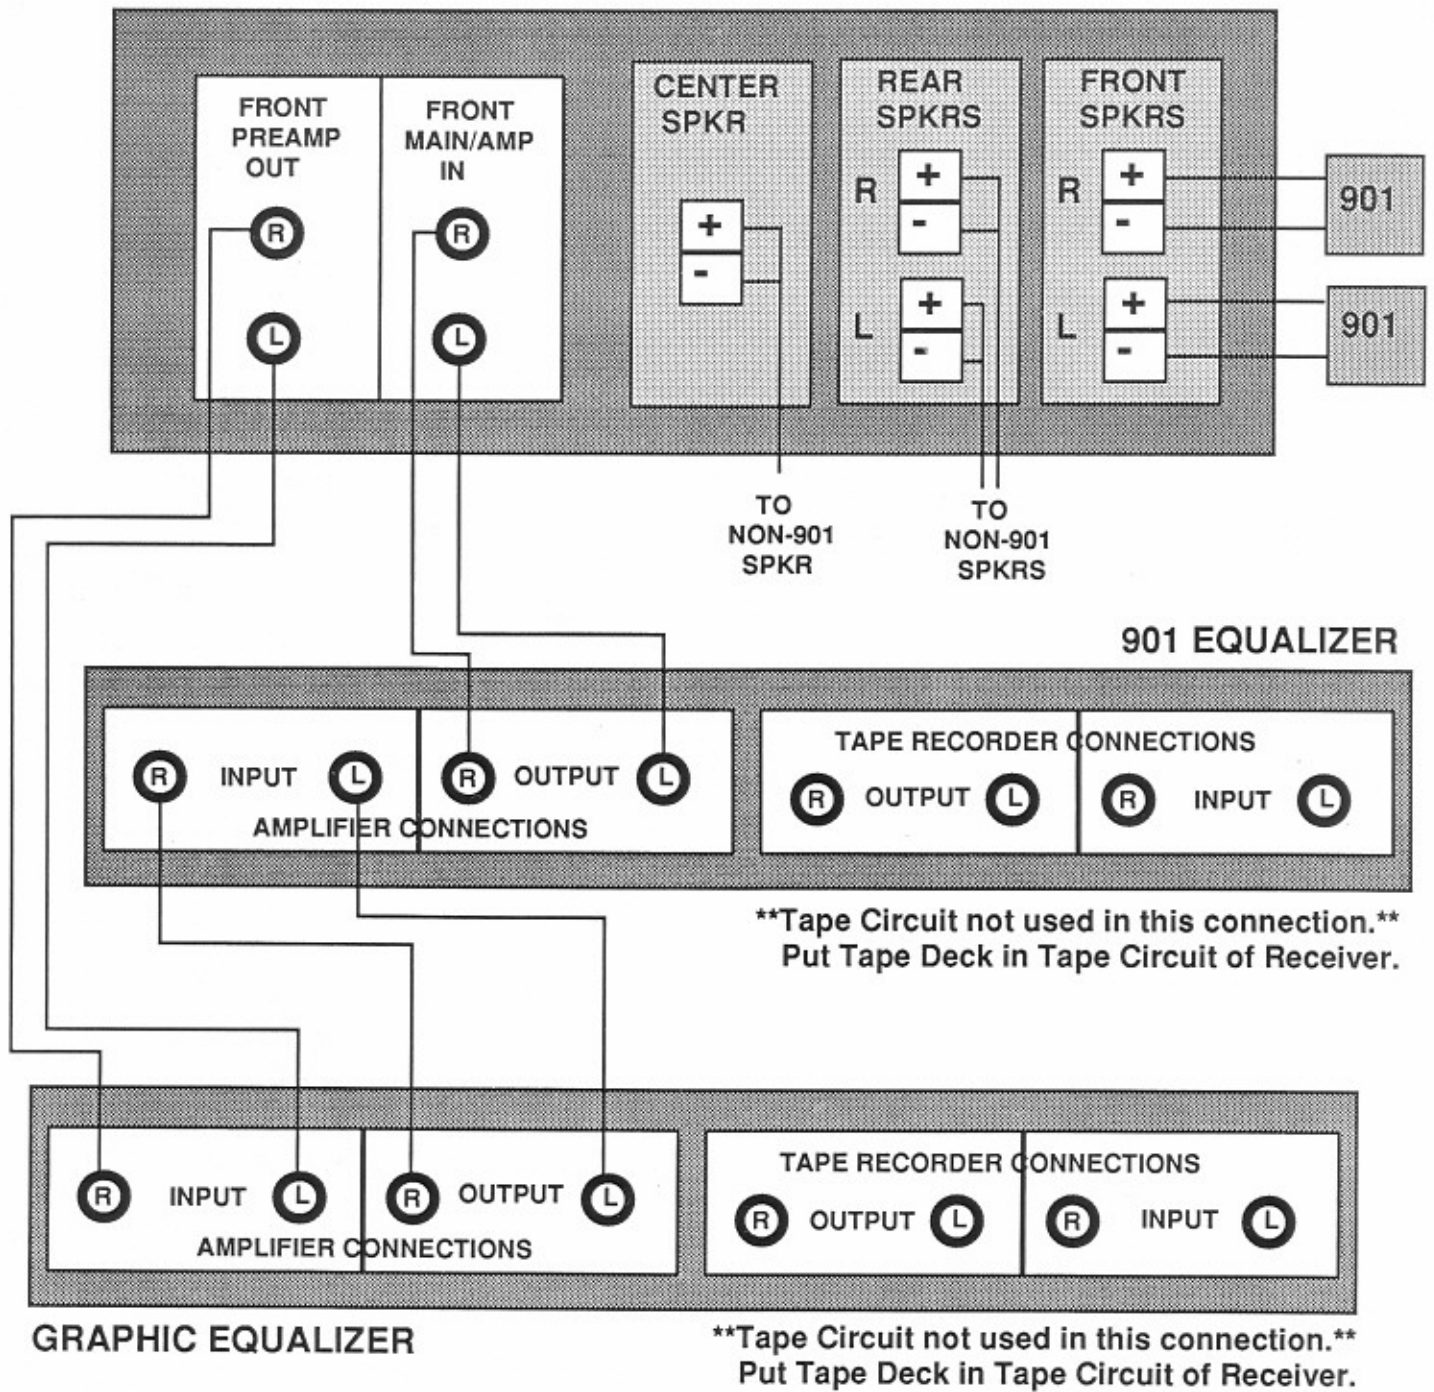 FRONT
PREAMP
OUT
R
L
FRONT
MAIN/AMP
IN
R
L
CENTER
SPKR
+
-
REAR
SPKRS
R
+
-
L
+
-
FRONT
SPKRS
R
+
-
L
+
-
901
901
TO
NON-901
SPKR
TO
NON-901
SPKRS
901 EQUALIZER
R INPUT L
R OUTPUT L
AMPLIFIER CONNECTIONS
TAPE RECORDER CONNECTIONS
R OUTPUT L
R INPUT L
**Tape Circuit not used in this connection.**
Put Tape Deck in Tape Circuit of Receiver.
R INPUT L
R OUTPUT L
AMPLIFIER CONNECTIONS
TAPE RECORDER CONNECTIONS
R OUTPUT L
R INPUT L
GRAPHIC EQUALIZER
**Tape Circuit not used in this connection.**
Put Tape Deck in Tape Circuit of Receiver.